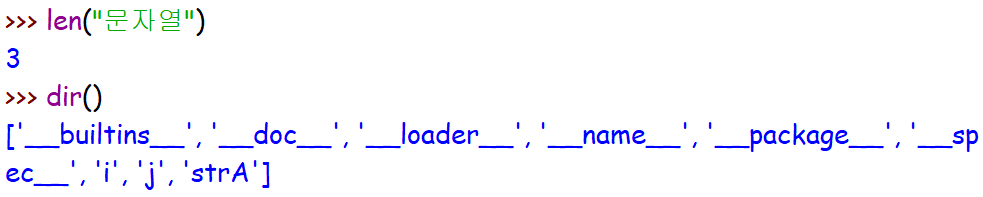 >>> len("문자열")
3
>>> dir()
['__builtins__', '__doc__', '__loader__', '__name__', '__package__', '__sp
ec__', 'i', 'j', 'strA']